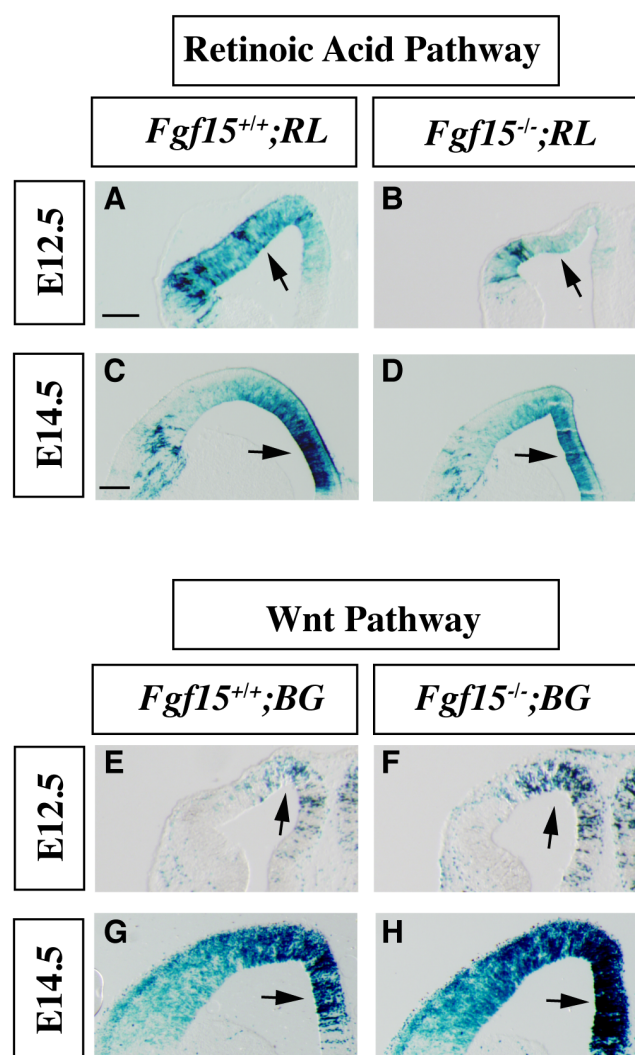 Retinoic Acid Pathway
Fgf15+/+;RL Fgf15-/-;RL
E12.5
A B
E14.5
C D
Wnt Pathway
Fgf15+/+;BG Fgf15-/-;BG
E12.5
E F
E14.5
G H